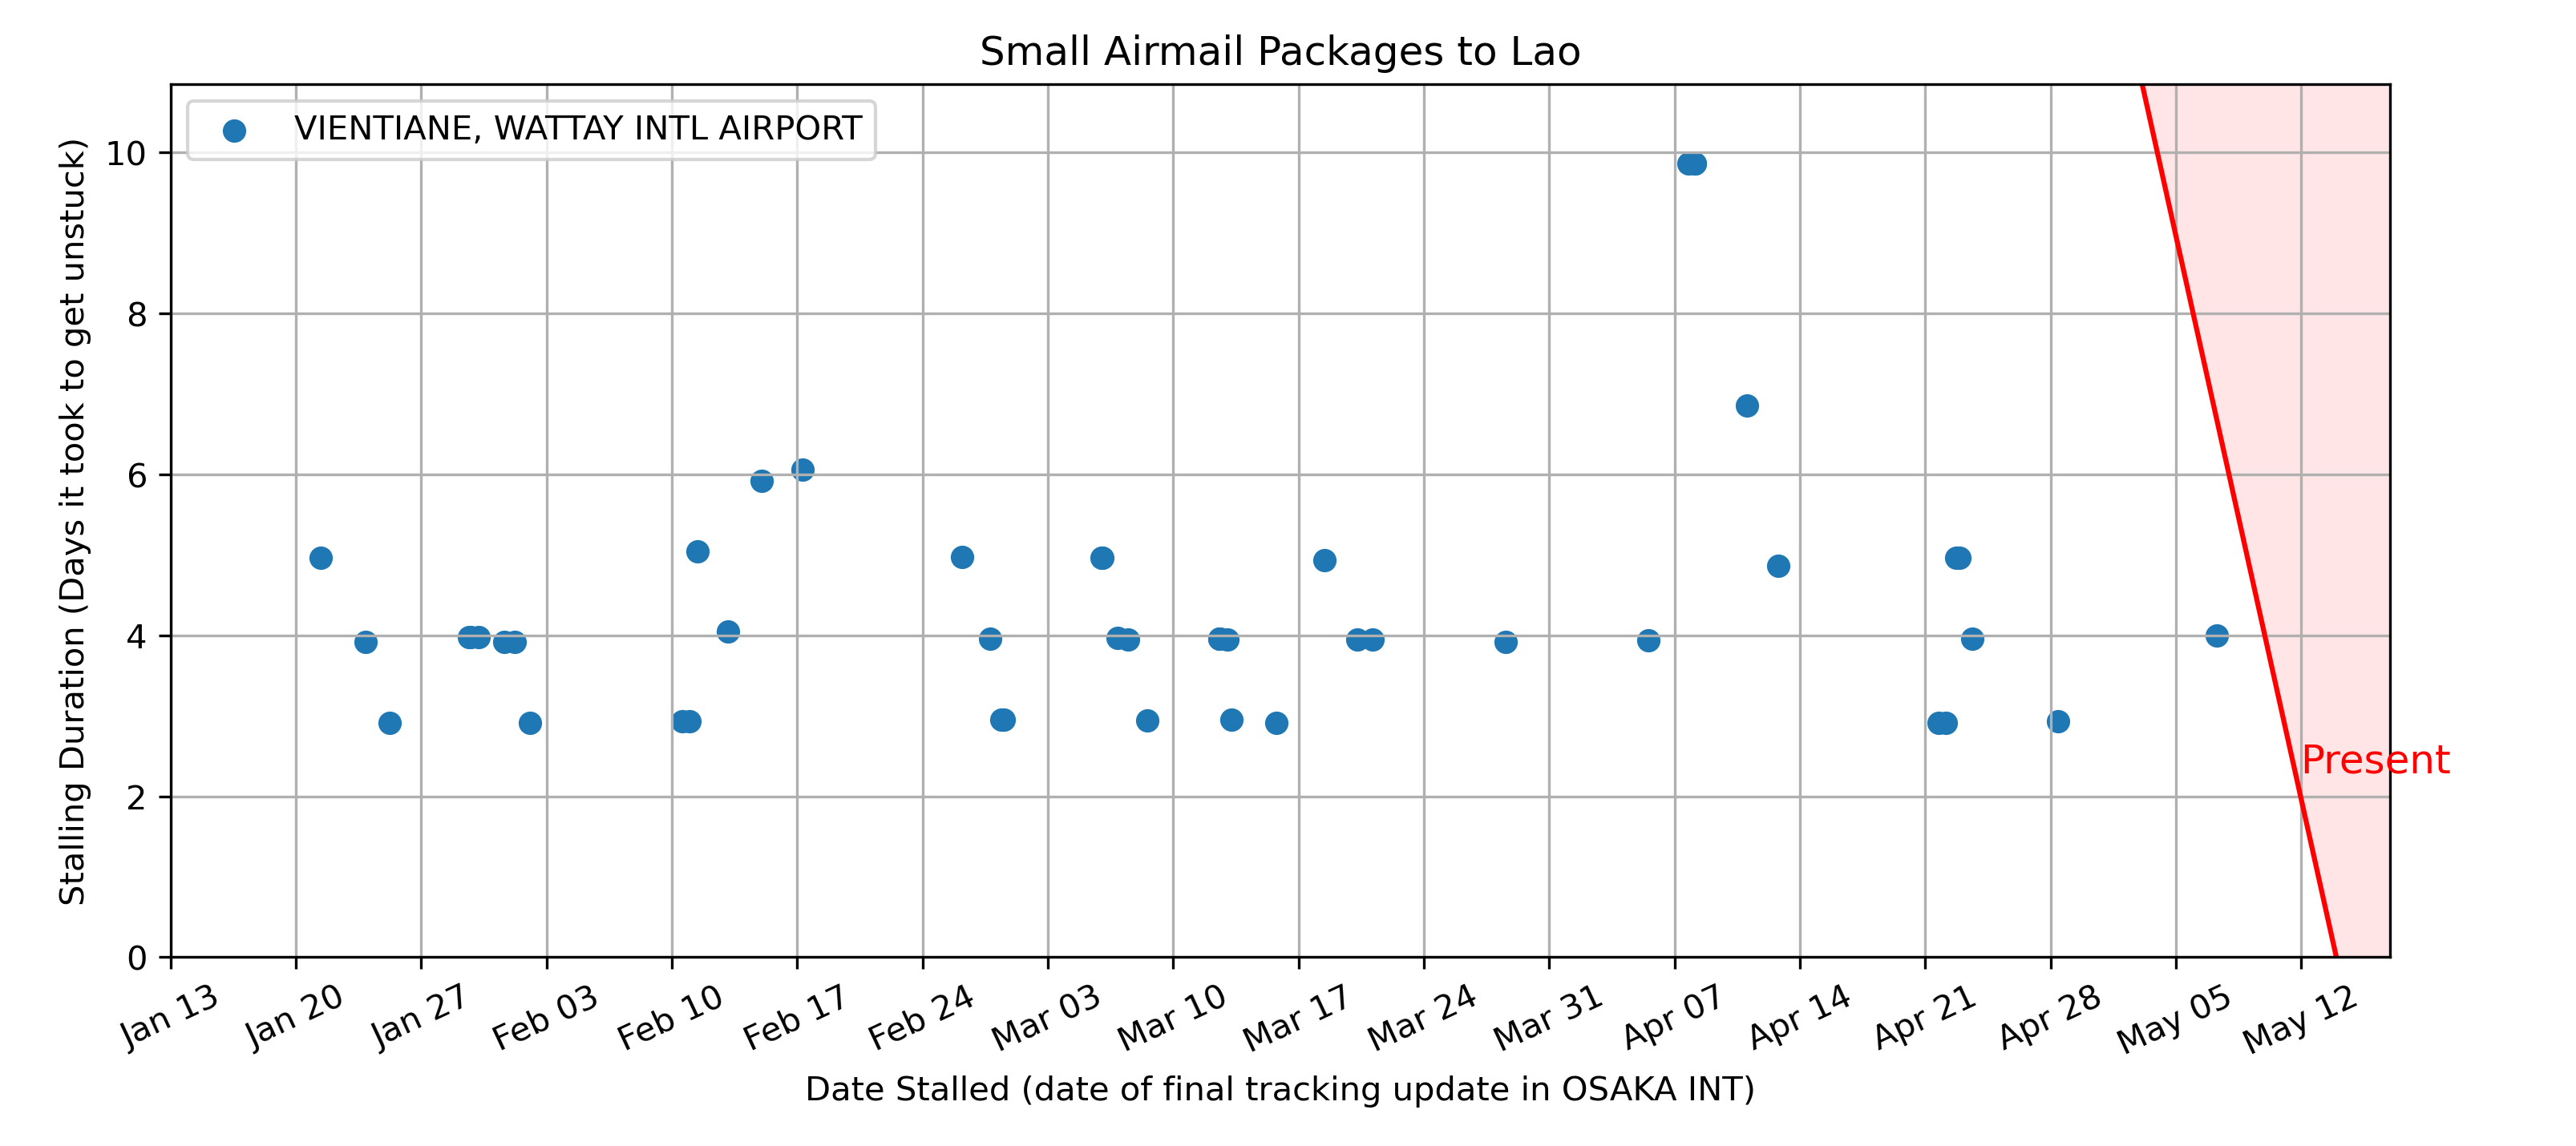 Small Airmail Packages to Lao
VIENTIANE, WATTAY INTL AIRPORT
Stalling Duration (Days it took to get unstuck)
10
8
6
4
2
0
Present
Jan 13
Jan 20
Jan 27
Feb 03
Feb 10
Feb 17
Feb 24
Mar 03
Mar 10
Mar 17
Mar 24
Mar 31
Apr 07
Apr 14
Apr 21
Apr 28
May 05
May 12
Date Stalled (date of final tracking update in OSAKA INT)